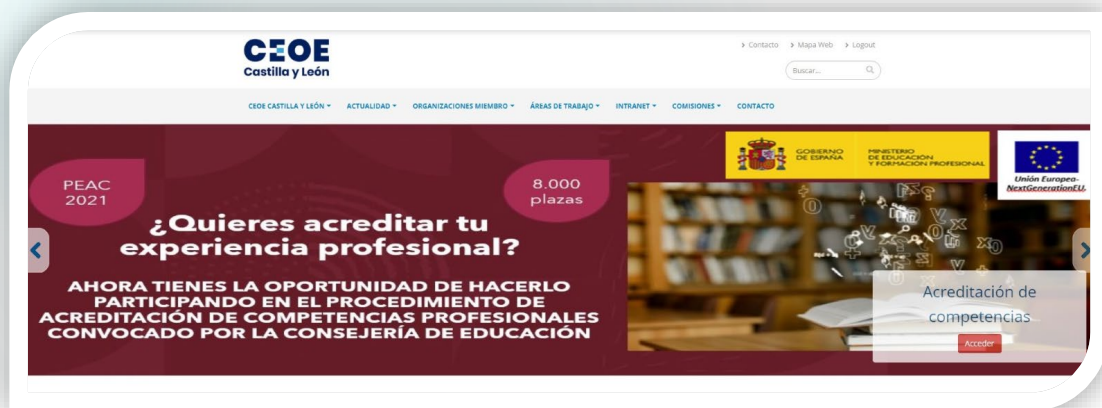 CEOE
Castilla y León
Contacto
Mapa Web
Logout
Buscar...
CEOE CASTILLA Y LEÓN
ACTUALIDAD
ORGANIZACIONES MIEMBRO
ÁREAS DE TRABAJO
INTRANET
COMISIONES
CONTACTO
PEAC
2021
8.000
plazas
¿Quieres acreditar tu
experiencia profesional?
AHORA TIENES LA OPORTUNIDAD DE HACERLO
PARTICIPANDO EN EL PROCEDIMIENTO DE
ACREDITACIÓN DE COMPETENCIAS PROFESIONALES
CONVOCADO POR LA CONSEJERÍA DE EDUCACIÓN
GOBIERNO
DE ESPAÑA
MINISTERIO
DE EDUCACIÓN
Y FORMACIÓN PROFESIONAL
Unión Europea-
NextGenerationEU.
Acreditación de
competencias
Acceder